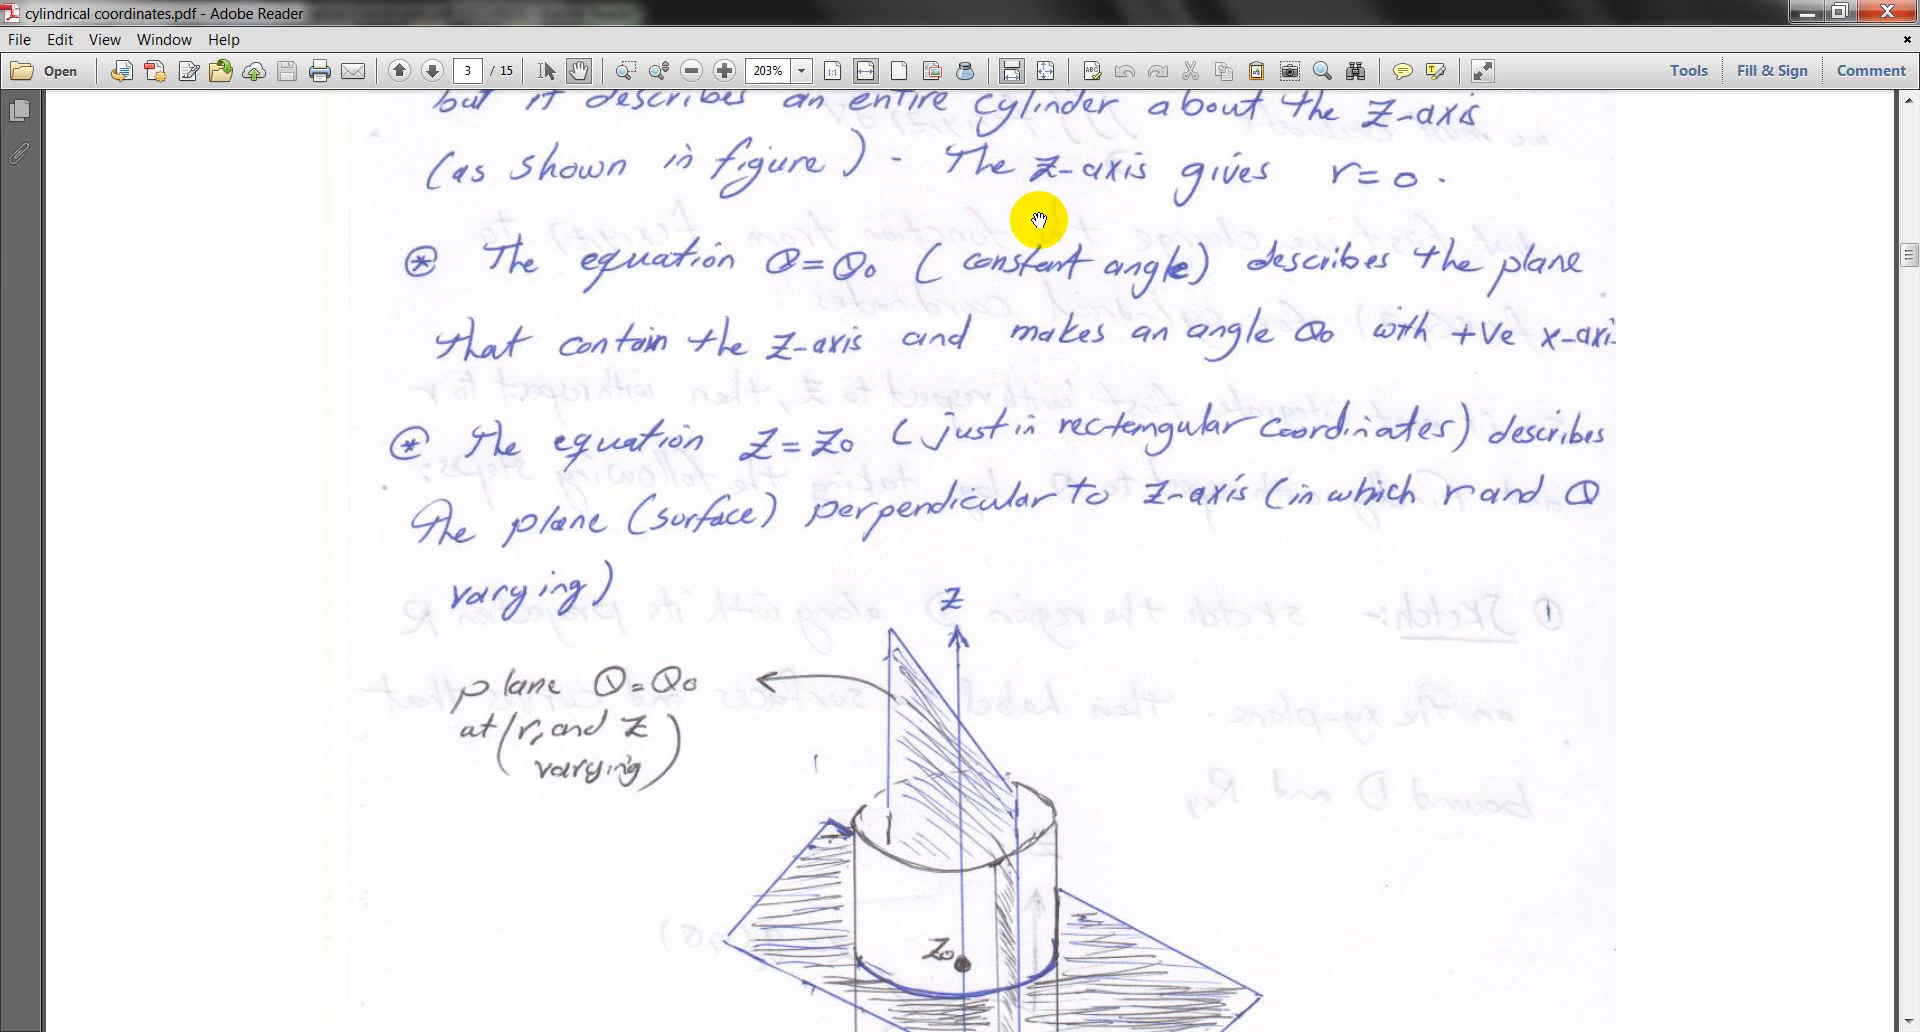 cylindrical coordinates.pdf - Adobe Reader
File Edit View Window Help
Open 3 / 15 203% Tools Fill & Sign Comment
but it describes an entire cylinder about the z-axis
(as shown in figure) - The z-axis gives r=0.
⊛ The equation θ=θ₀ (constant angle) describes the plane
that contain the z-axis and makes an angle θ₀ with +ve x-axi
⊛ The equation z=z₀ (just in rectangular coordinates) describes
The plane (surface) perpendicular to z-axis (in which r and θ
varying)
z
plane θ=θ₀
at (r, and z
varying)
z₀